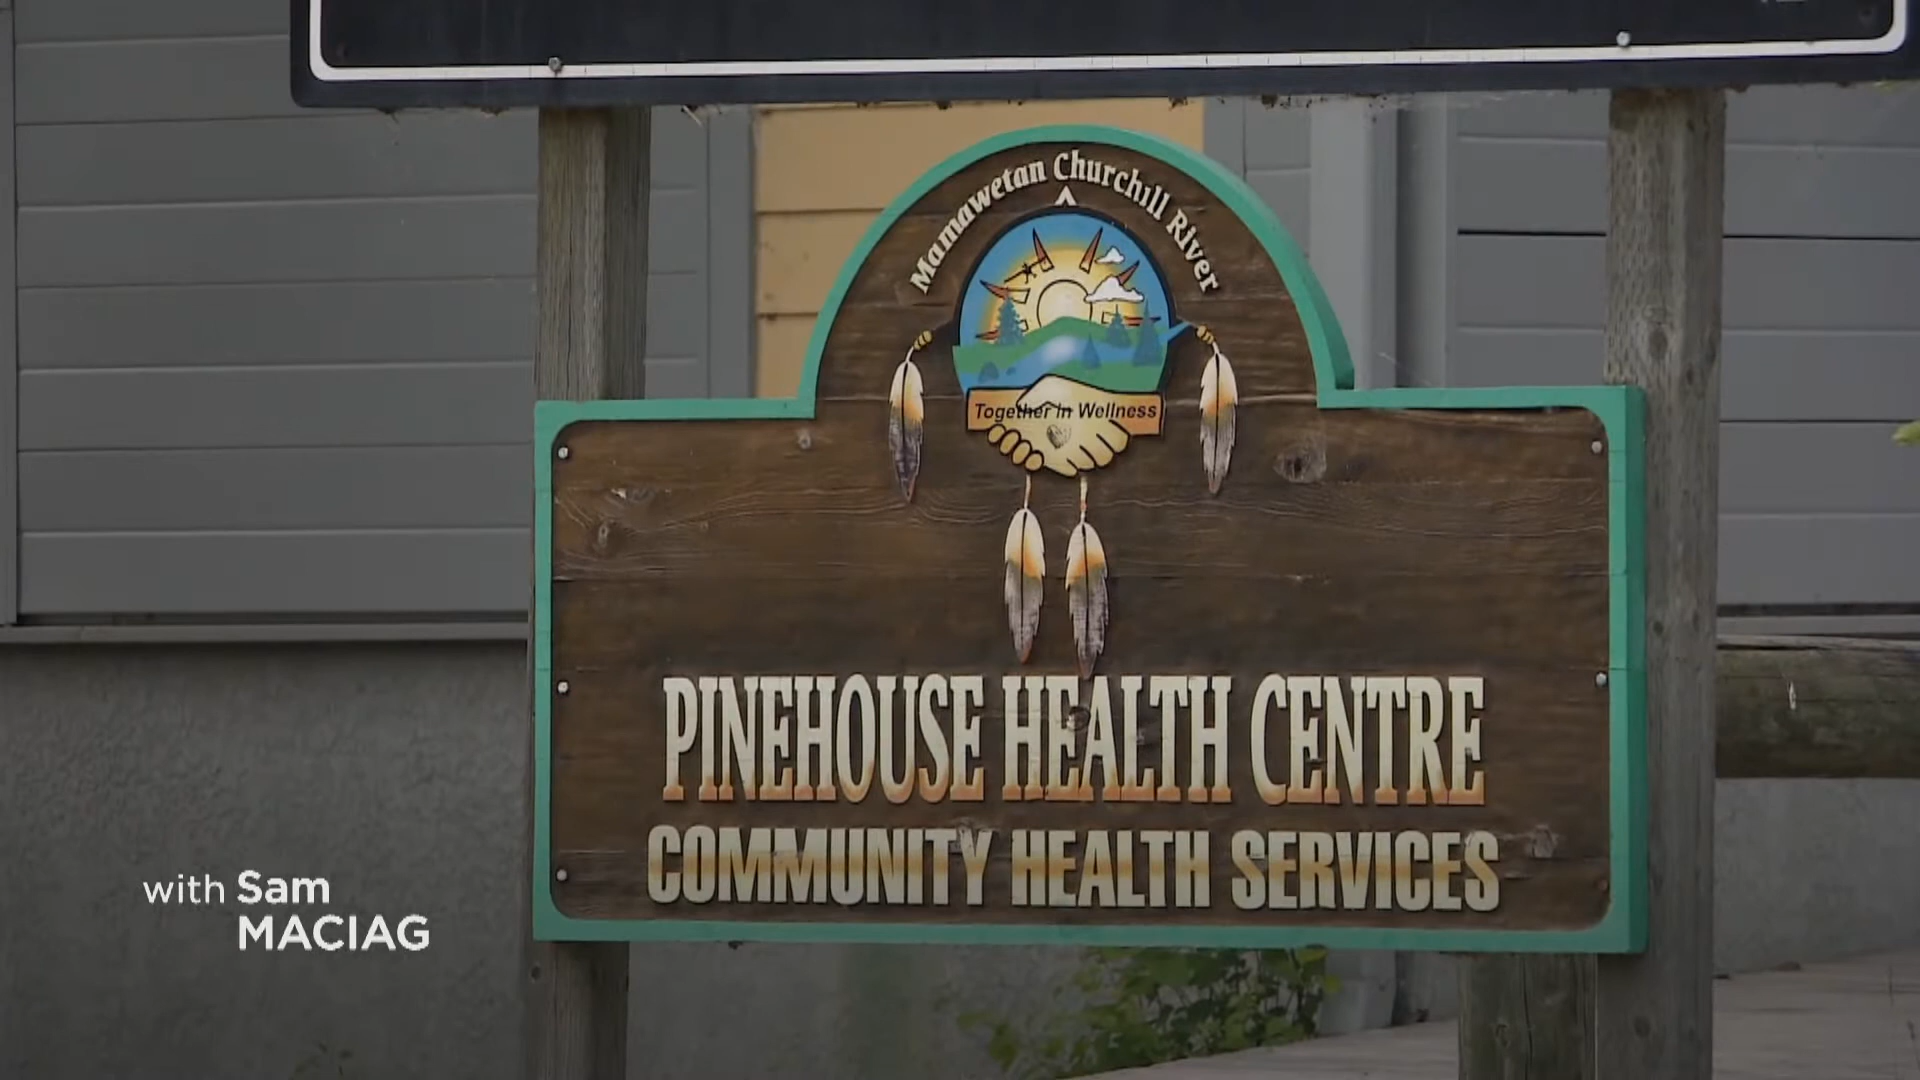 Mamawetan Churchill River
Together in Wellness
PINEHOUSE HEALTH CENTRE
COMMUNITY HEALTH SERVICES
with Sam
MACIAG